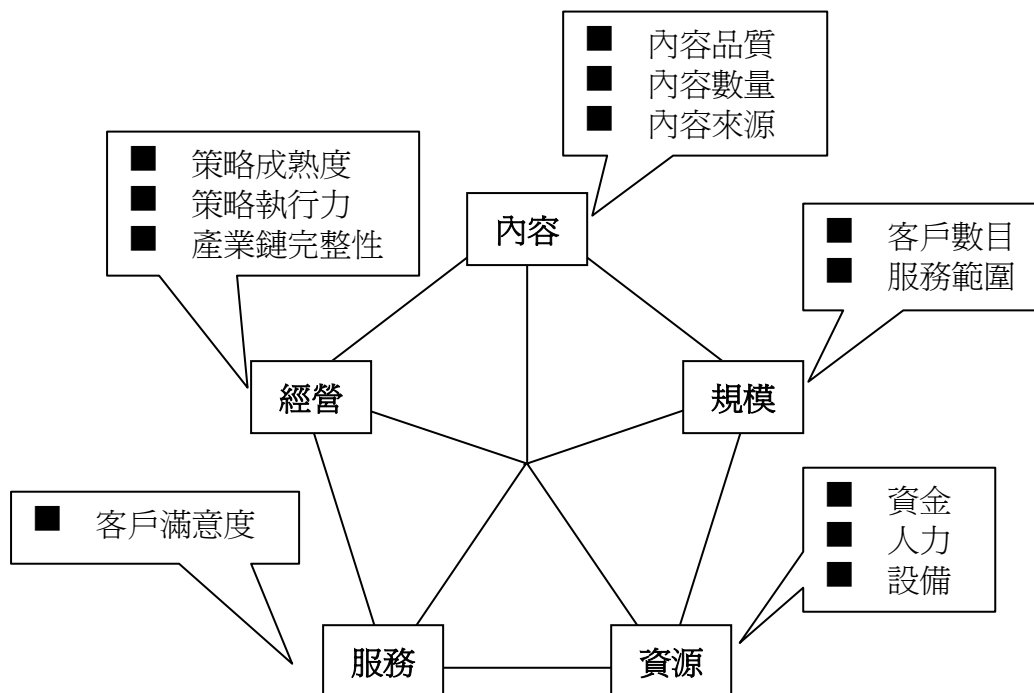 ■ 內容品質
■ 內容數量
■ 內容來源
■ 策略成熟度
■ 策略執行力
■ 產業鏈完整性
內容
■ 客戶數目
■ 服務範圍
經營
規模
■ 客戶滿意度
■ 資金
■ 人力
■ 設備
服務
資源